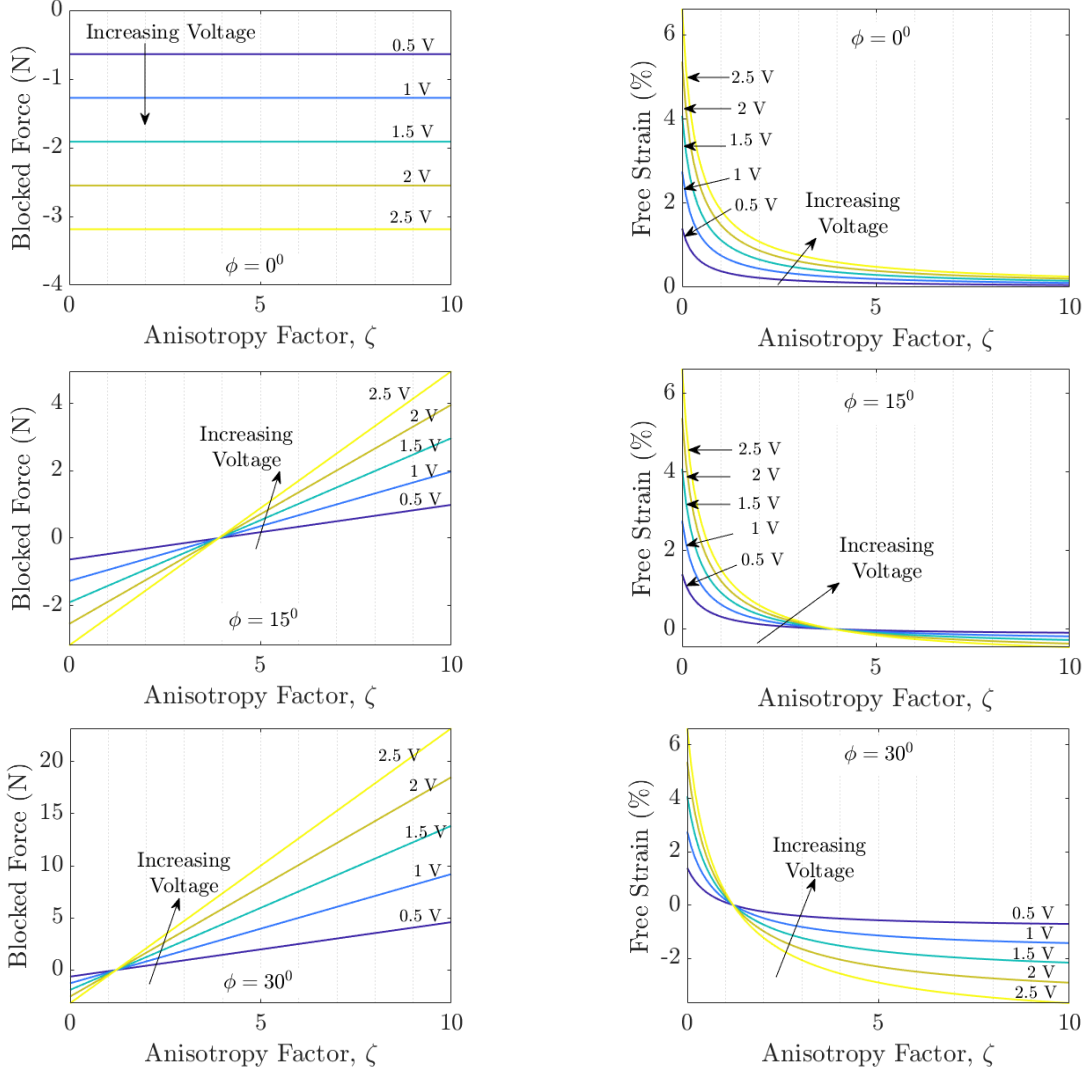 0
-1
-2
-3
-4
Blocked Force (N)
Increasing Voltage
0.5 V
1 V
1.5 V
2 V
2.5 V
ϕ = 0⁰
0 5 10
Anisotropy Factor, ζ
6
4
2
0
Free Strain (%)
ϕ = 0⁰
2.5 V
2 V
1.5 V
1 V
0.5 V
Increasing
Voltage
0 5 10
Anisotropy Factor, ζ
4
2
0
-2
Blocked Force (N)
2.5 V
2 V
1.5 V
1 V
0.5 V
Increasing
Voltage
ϕ = 15⁰
0 5 10
Anisotropy Factor, ζ
6
4
2
0
Free Strain (%)
ϕ = 15⁰
2.5 V
2 V
1.5 V
1 V
0.5 V
Increasing
Voltage
0 5 10
Anisotropy Factor, ζ
20
15
10
5
0
Blocked Force (N)
2.5 V
2 V
1.5 V
1 V
0.5 V
Increasing
Voltage
ϕ = 30⁰
0 5 10
Anisotropy Factor, ζ
6
4
2
0
-2
Free Strain (%)
ϕ = 30⁰
Increasing
Voltage
0.5 V
1 V
1.5 V
2 V
2.5 V
0 5 10
Anisotropy Factor, ζ